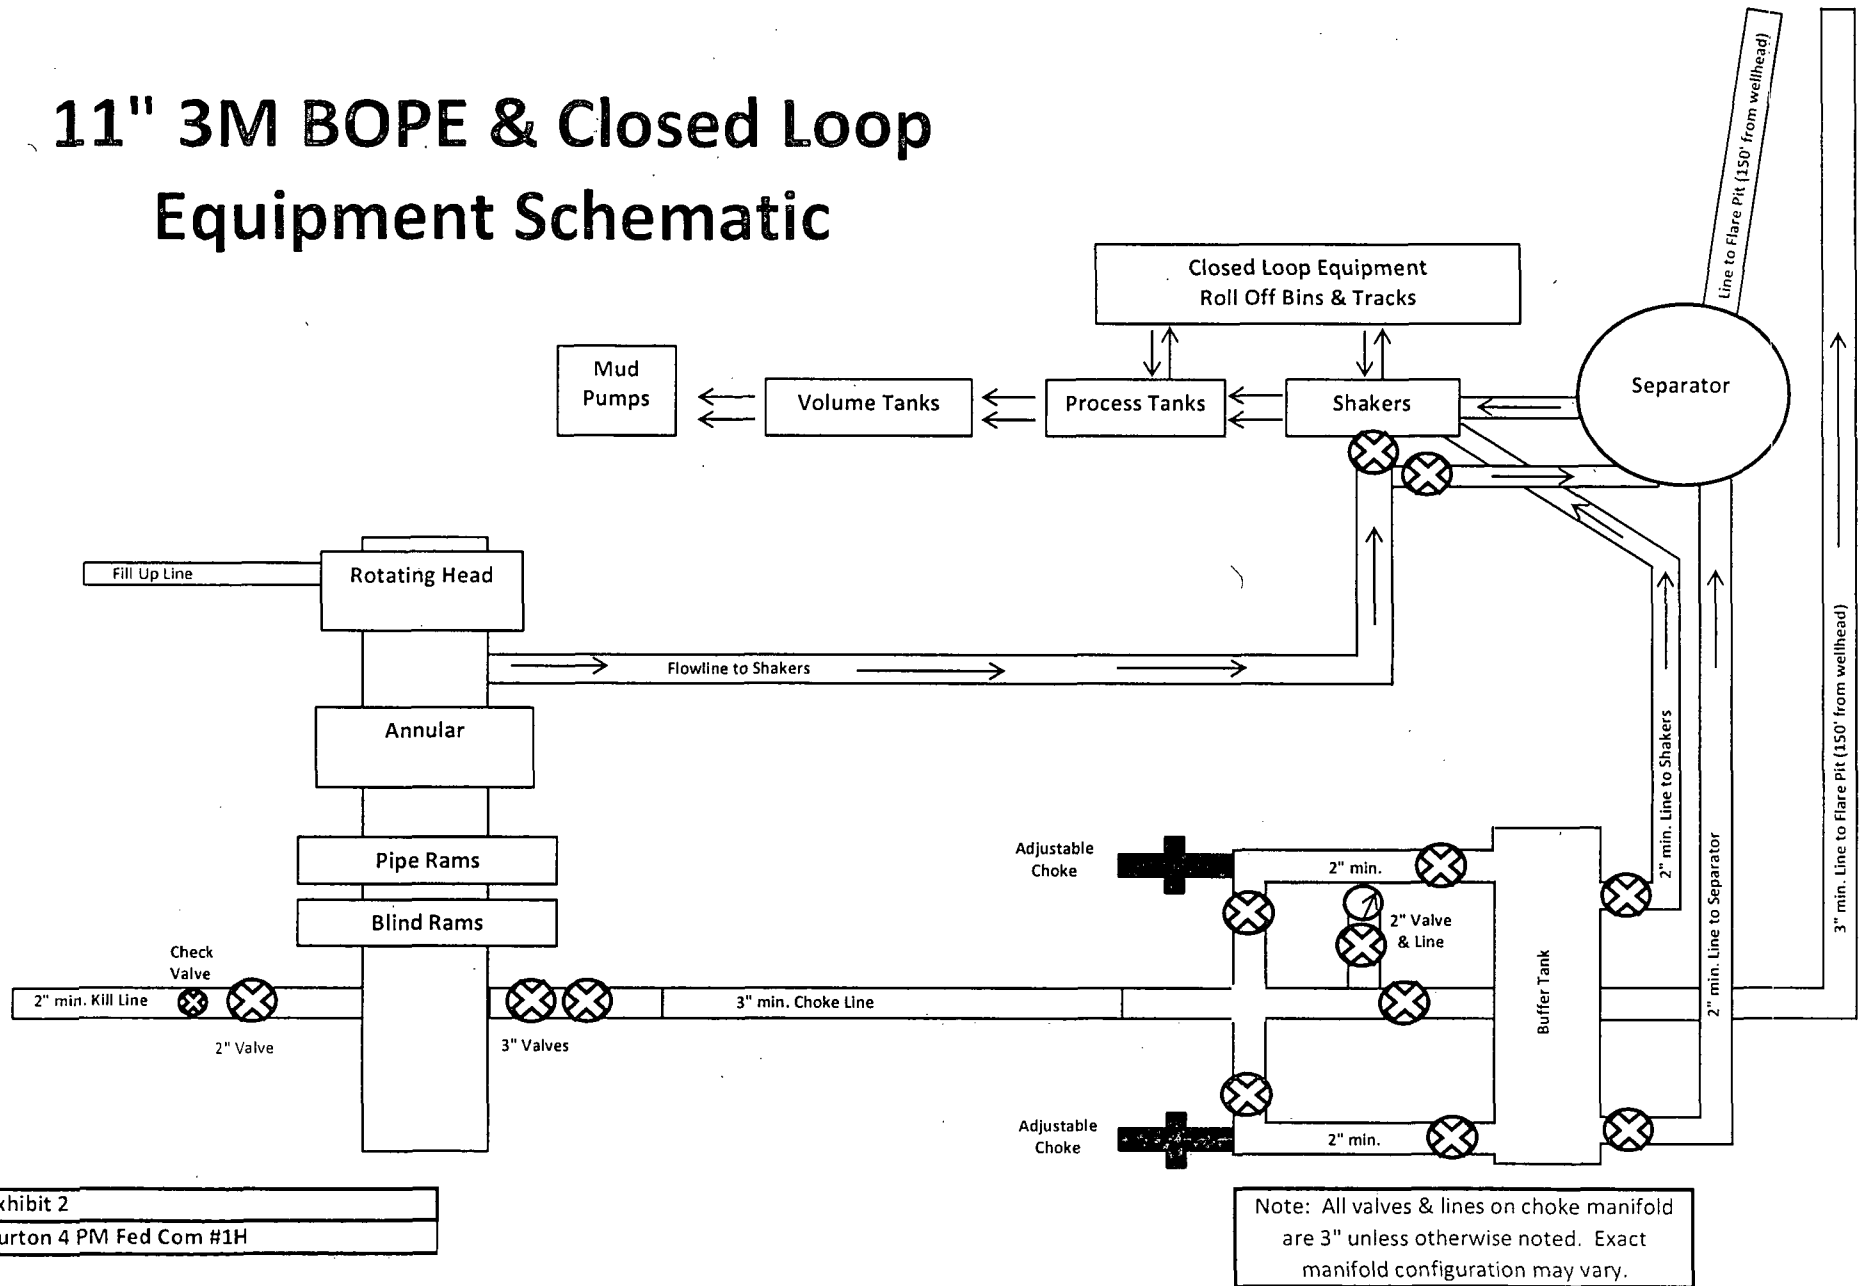 11" 3M BOPE & Closed Loop
Equipment Schematic
Line to Flare Pit (150' from wellhead)
Closed Loop Equipment
Roll Off Bins & Tracks
Mud
Pumps
Volume Tanks
Process Tanks
Shakers
Separator
Fill Up Line
Rotating Head
Flowline to Shakers
Annular
Pipe Rams
Blind Rams
Check
Valve
2" min. Kill Line
2" Valve
3" Valves
3" min. Choke Line
Adjustable
Choke
2" min.
2" Valve
& Line
Buffer Tank
Adjustable
Choke
2" min.
2" min. Line to Shakers
2" min. Line to Separator
3" min. Line to Flare Pit (150' from wellhead)
xhibit 2
urton 4 PM Fed Com #1H
Note: All valves & lines on choke manifold
are 3" unless otherwise noted. Exact
manifold configuration may vary.